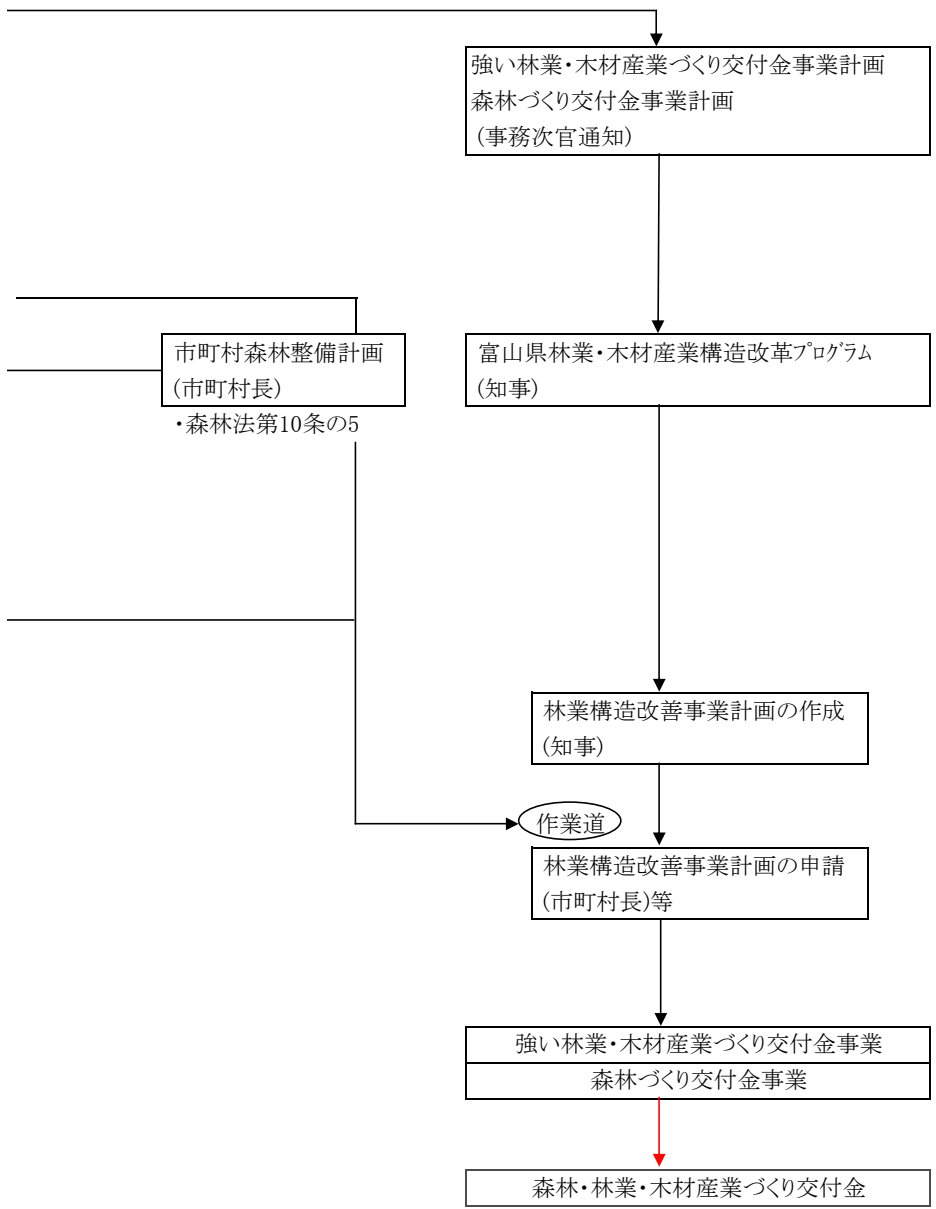 強い林業・木材産業づくり交付金事業計画
森林づくり交付金事業計画
(事務次官通知)
市町村森林整備計画
(市町村長)
・森林法第10条の5
富山県林業・木材産業構造改革ﾌﾟﾛｸﾞﾗﾑ
(知事)
林業構造改善事業計画の作成
(知事)
作業道
林業構造改善事業計画の申請
(市町村長)等
強い林業・木材産業づくり交付金事業
森林づくり交付金事業
森林・林業・木材産業づくり交付金